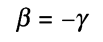 β = −γ